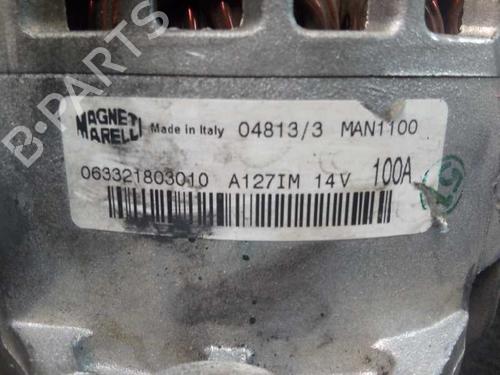 B-PARTS
MAGNETI MARELLI Made in Italy 04813/3 MAN1100
063321803010 A127IM 14V 100A